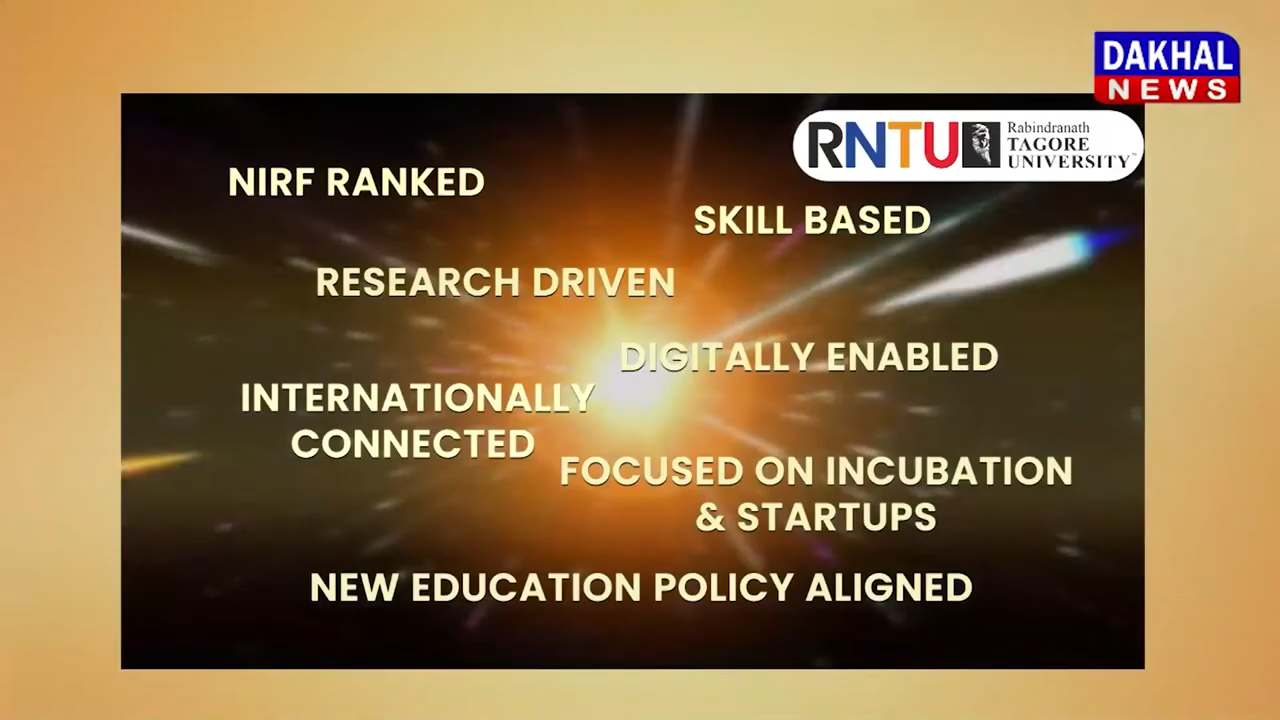 DAKHAL
NEWS
RNTU
Rabindranath
TAGORE
UNIVERSITY™
NIRF RANKED
SKILL BASED
RESEARCH DRIVEN
DIGITALLY ENABLED
INTERNATIONALLY
CONNECTED
FOCUSED ON INCUBATION
& STARTUPS
NEW EDUCATION POLICY ALIGNED